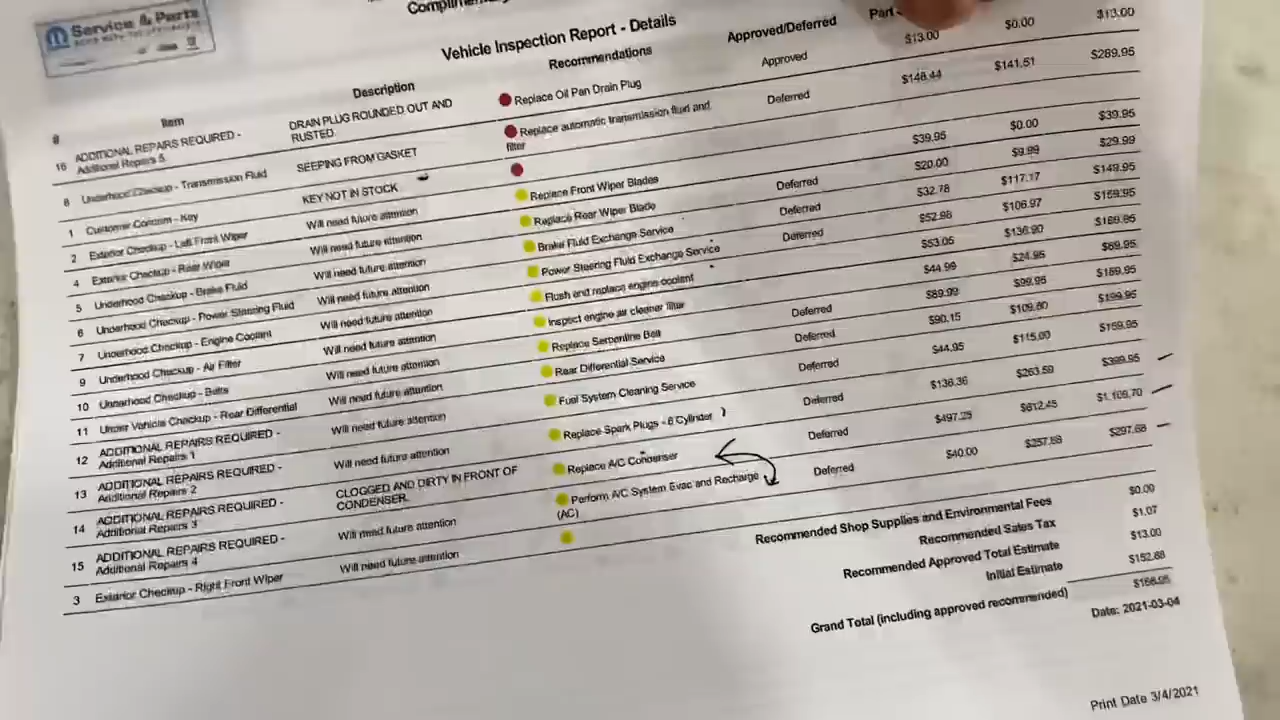 Service & Parts
Vehicle Inspection Report - Details
# Item Description Recommendations Approved/Deferred Part
16 ADDITIONAL REPAIRS REQUIRED - Additional Repairs 5 DRAIN PLUG ROUNDED OUT AND RUSTED. Replace Oil Pan Drain Plug Approved $13.00 $0.00 $13.00
8 Underhood Checkup - Transmission Fluid SEEPING FROM GASKET Replace automatic transmission fluid and filter Deferred $148.44 $141.51 $289.95
1 Customer Concern - Key KEY NOT IN STOCK
2 Exterior Checkup - Left Front Wiper Will need future attention Replace Front Wiper Blades Deferred $39.95 $0.00 $39.95
4 Exterior Checkup - Rear Wiper Will need future attention Replace Rear Wiper Blade Deferred $20.00 $9.99 $29.99
5 Underhood Checkup - Brake Fluid Will need future attention Brake Fluid Exchange Service Deferred $32.78 $117.17 $149.95
6 Underhood Checkup - Power Steering Fluid Will need future attention Power Steering Fluid Exchange Service $52.98 $106.97 $159.95
7 Underhood Checkup - Engine Coolant Will need future attention Flush and replace engine coolant $53.05 $136.90
9 Underhood Checkup - Air Filter Will need future attention Inspect engine air cleaner filter Deferred $44.99 $24.95 $69.95
10 Underhood Checkup - Belts Will need future attention Replace Serpentine Belt Deferred $89.99 $99.95
11 Under Vehicle Checkup - Rear Differential Will need future attention Rear Differential Service Deferred $90.15 $109.80 $199.95
12 ADDITIONAL REPAIRS REQUIRED - Additional Repairs 1 Will need future attention Fuel System Cleaning Service Deferred $44.95 $115.00 $159.95
13 ADDITIONAL REPAIRS REQUIRED - Additional Repairs 2 Will need future attention Replace Spark Plugs - 6 Cylinder Deferred $136.36 $263.59 $399.95
14 ADDITIONAL REPAIRS REQUIRED - Additional Repairs 3 CLOGGED AND DIRTY IN FRONT OF CONDENSER. Replace A/C Condenser Deferred $497.25 $612.45 $1,109.70
15 ADDITIONAL REPAIRS REQUIRED - Additional Repairs 4 Will need future attention Perform A/C System Evac and Recharge (AC) Deferred $40.00 $257.68 $297.68
3 Exterior Checkup - Right Front Wiper Will need future attention
Recommended Shop Supplies and Environmental Fees $0.00
Recommended Sales Tax $1.07
Recommended Approved Total Estimate $13.00
Initial Estimate $152.88
Grand Total (including approved recommended) $166.95
Date: 2021-03-04
Print Date 3/4/2021